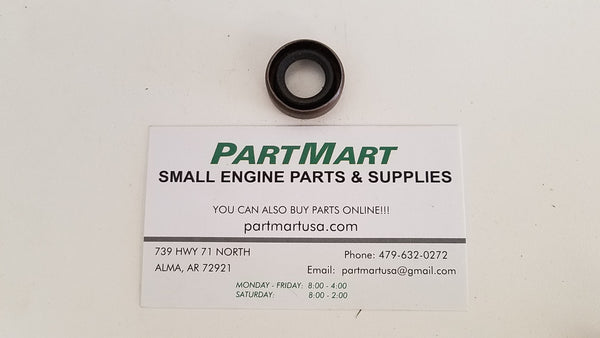 PARTMART
SMALL ENGINE PARTS & SUPPLIES
YOU CAN ALSO BUY PARTS ONLINE!!!
partmartusa.com
739 HWY 71 NORTH
ALMA, AR 72921
Phone: 479-632-0272
Email: partmartusa@gmail.com
MONDAY - FRIDAY: 8:00 - 4:00
SATURDAY: 8:00 - 2:00